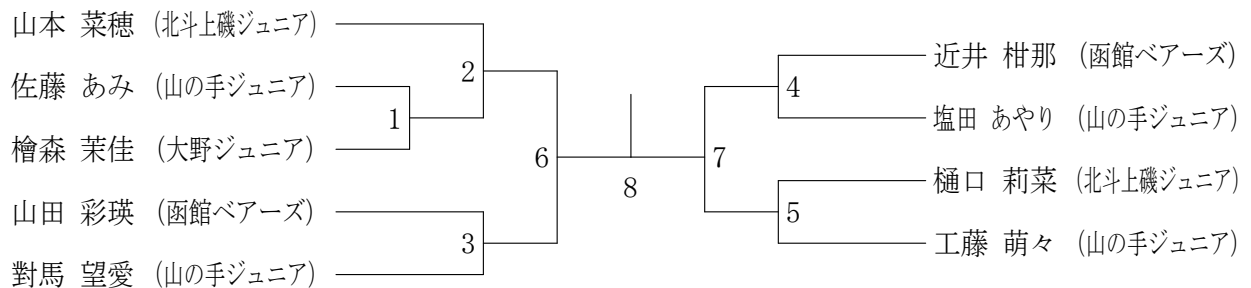 山本 菜穂 (北斗上磯ジュニア)
佐藤 あみ (山の手ジュニア)
檜森 茉佳 (大野ジュニア)
山田 彩瑛 (函館ベアーズ)
對馬 望愛 (山の手ジュニア)
1
2
3
6
8
7
4
5
近井 柑那 (函館ベアーズ)
塩田 あやり (山の手ジュニア)
樋口 莉菜 (北斗上磯ジュニア)
工藤 萌々 (山の手ジュニア)